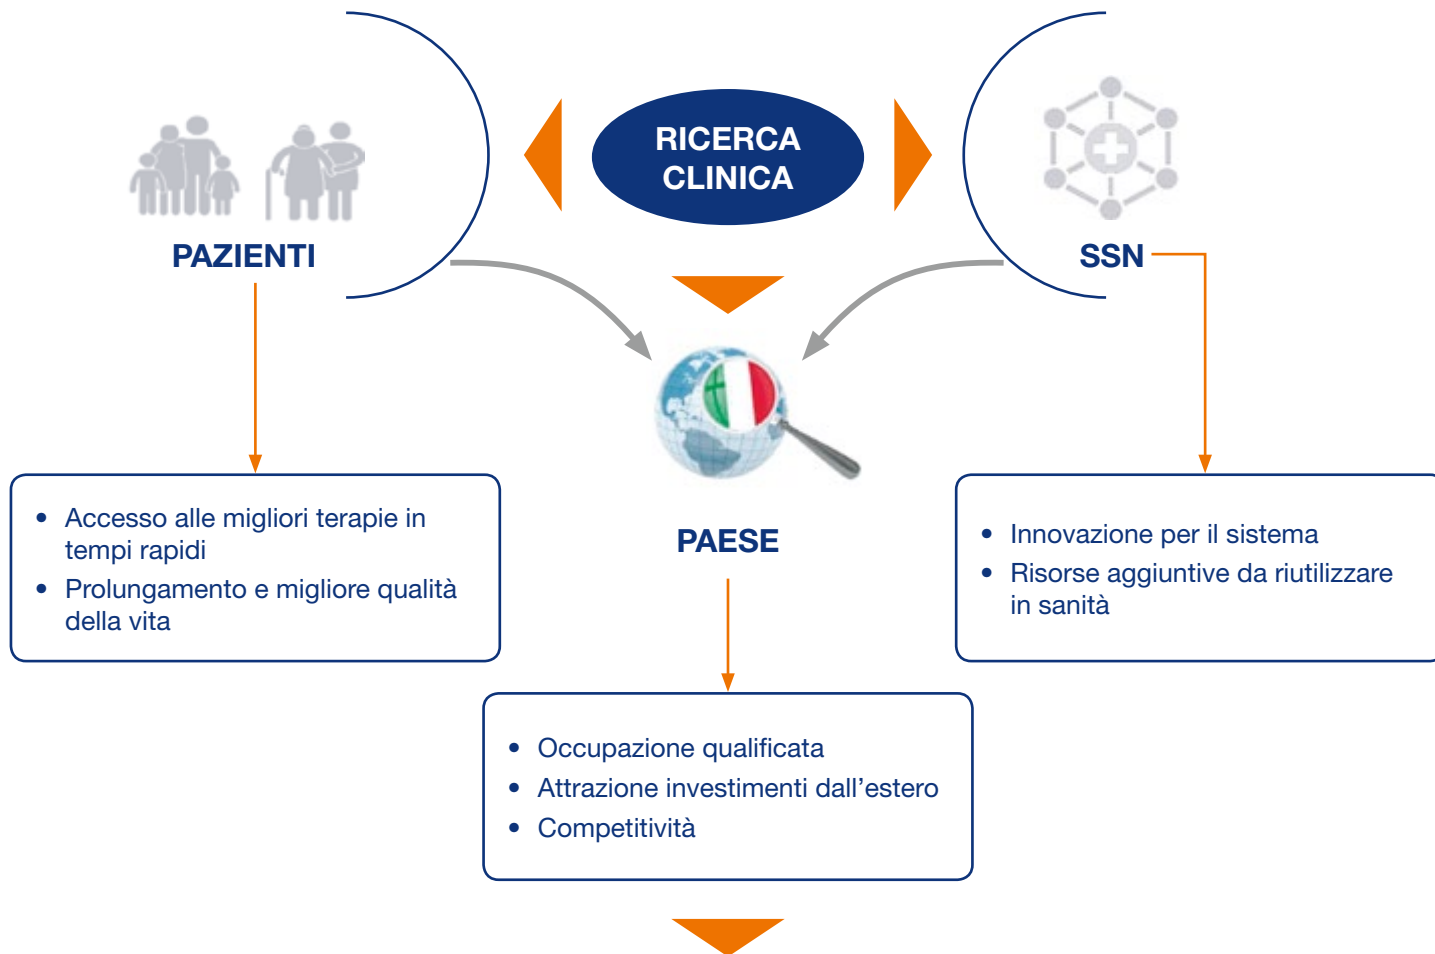 RICERCA
CLINICA
PAZIENTI
SSN
PAESE
• Accesso alle migliori terapie in
tempi rapidi
• Prolungamento e migliore qualità
della vita
• Innovazione per il sistema
• Risorse aggiuntive da riutilizzare
in sanità
• Occupazione qualificata
• Attrazione investimenti dall'estero
• Competitività